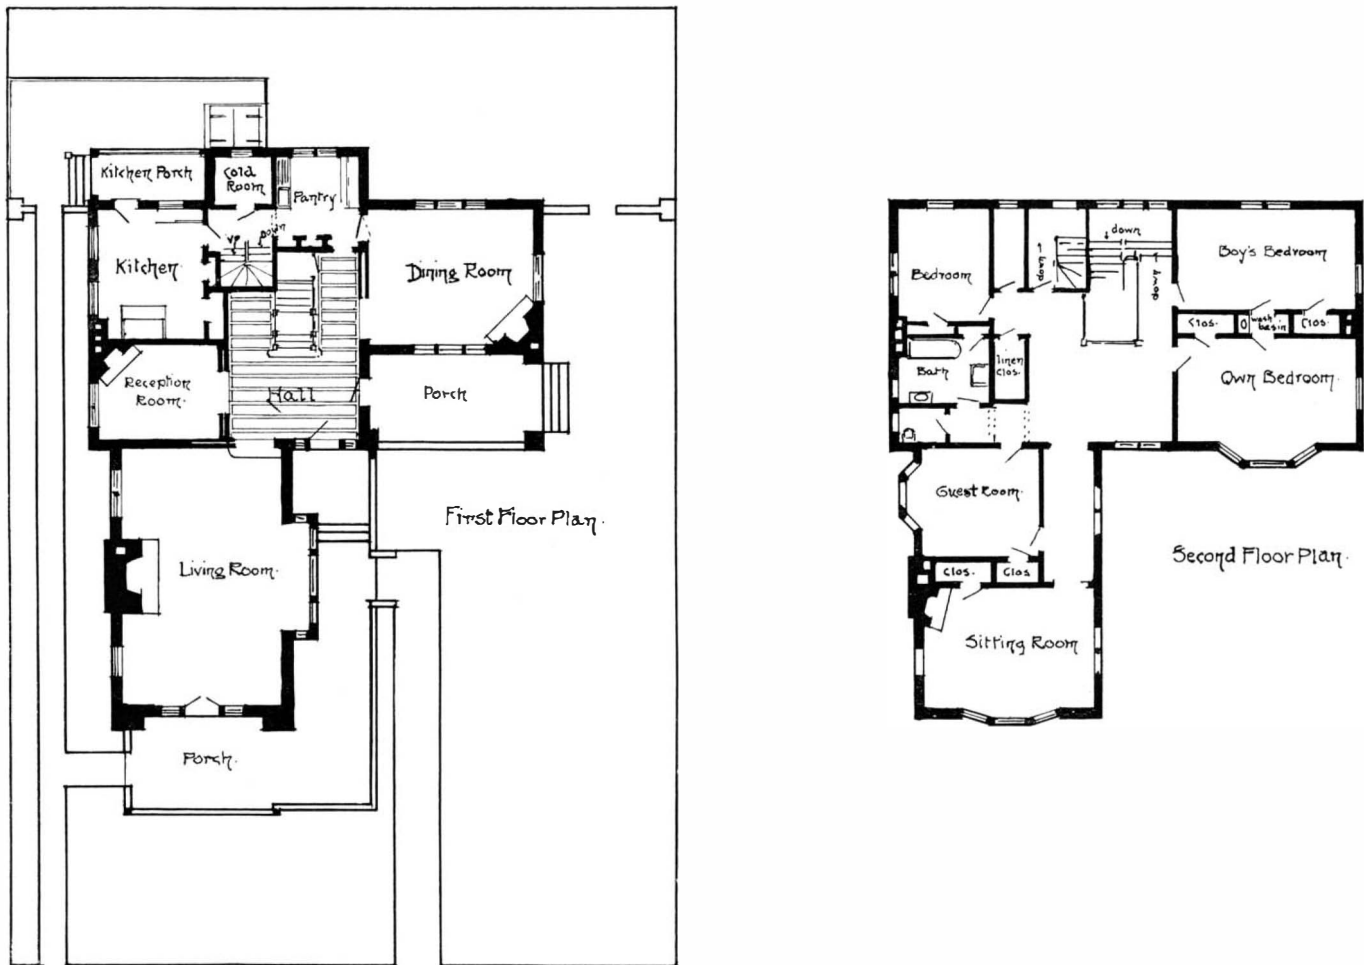 Kitchen Porch
Cold
Room
Pantry
UP
Down
Kitchen
Dining Room
Reception
Room.
Hall
Porch
First Floor Plan.
Living Room.
Porch.
down
down
Boy's Bedroom
Bedroom
Clos.
wash
basin
Clos.
Bath
linen
clos.
Own Bedroom.
Guest Room.
Second Floor Plan.
Clos.
Clos
Sitting Room